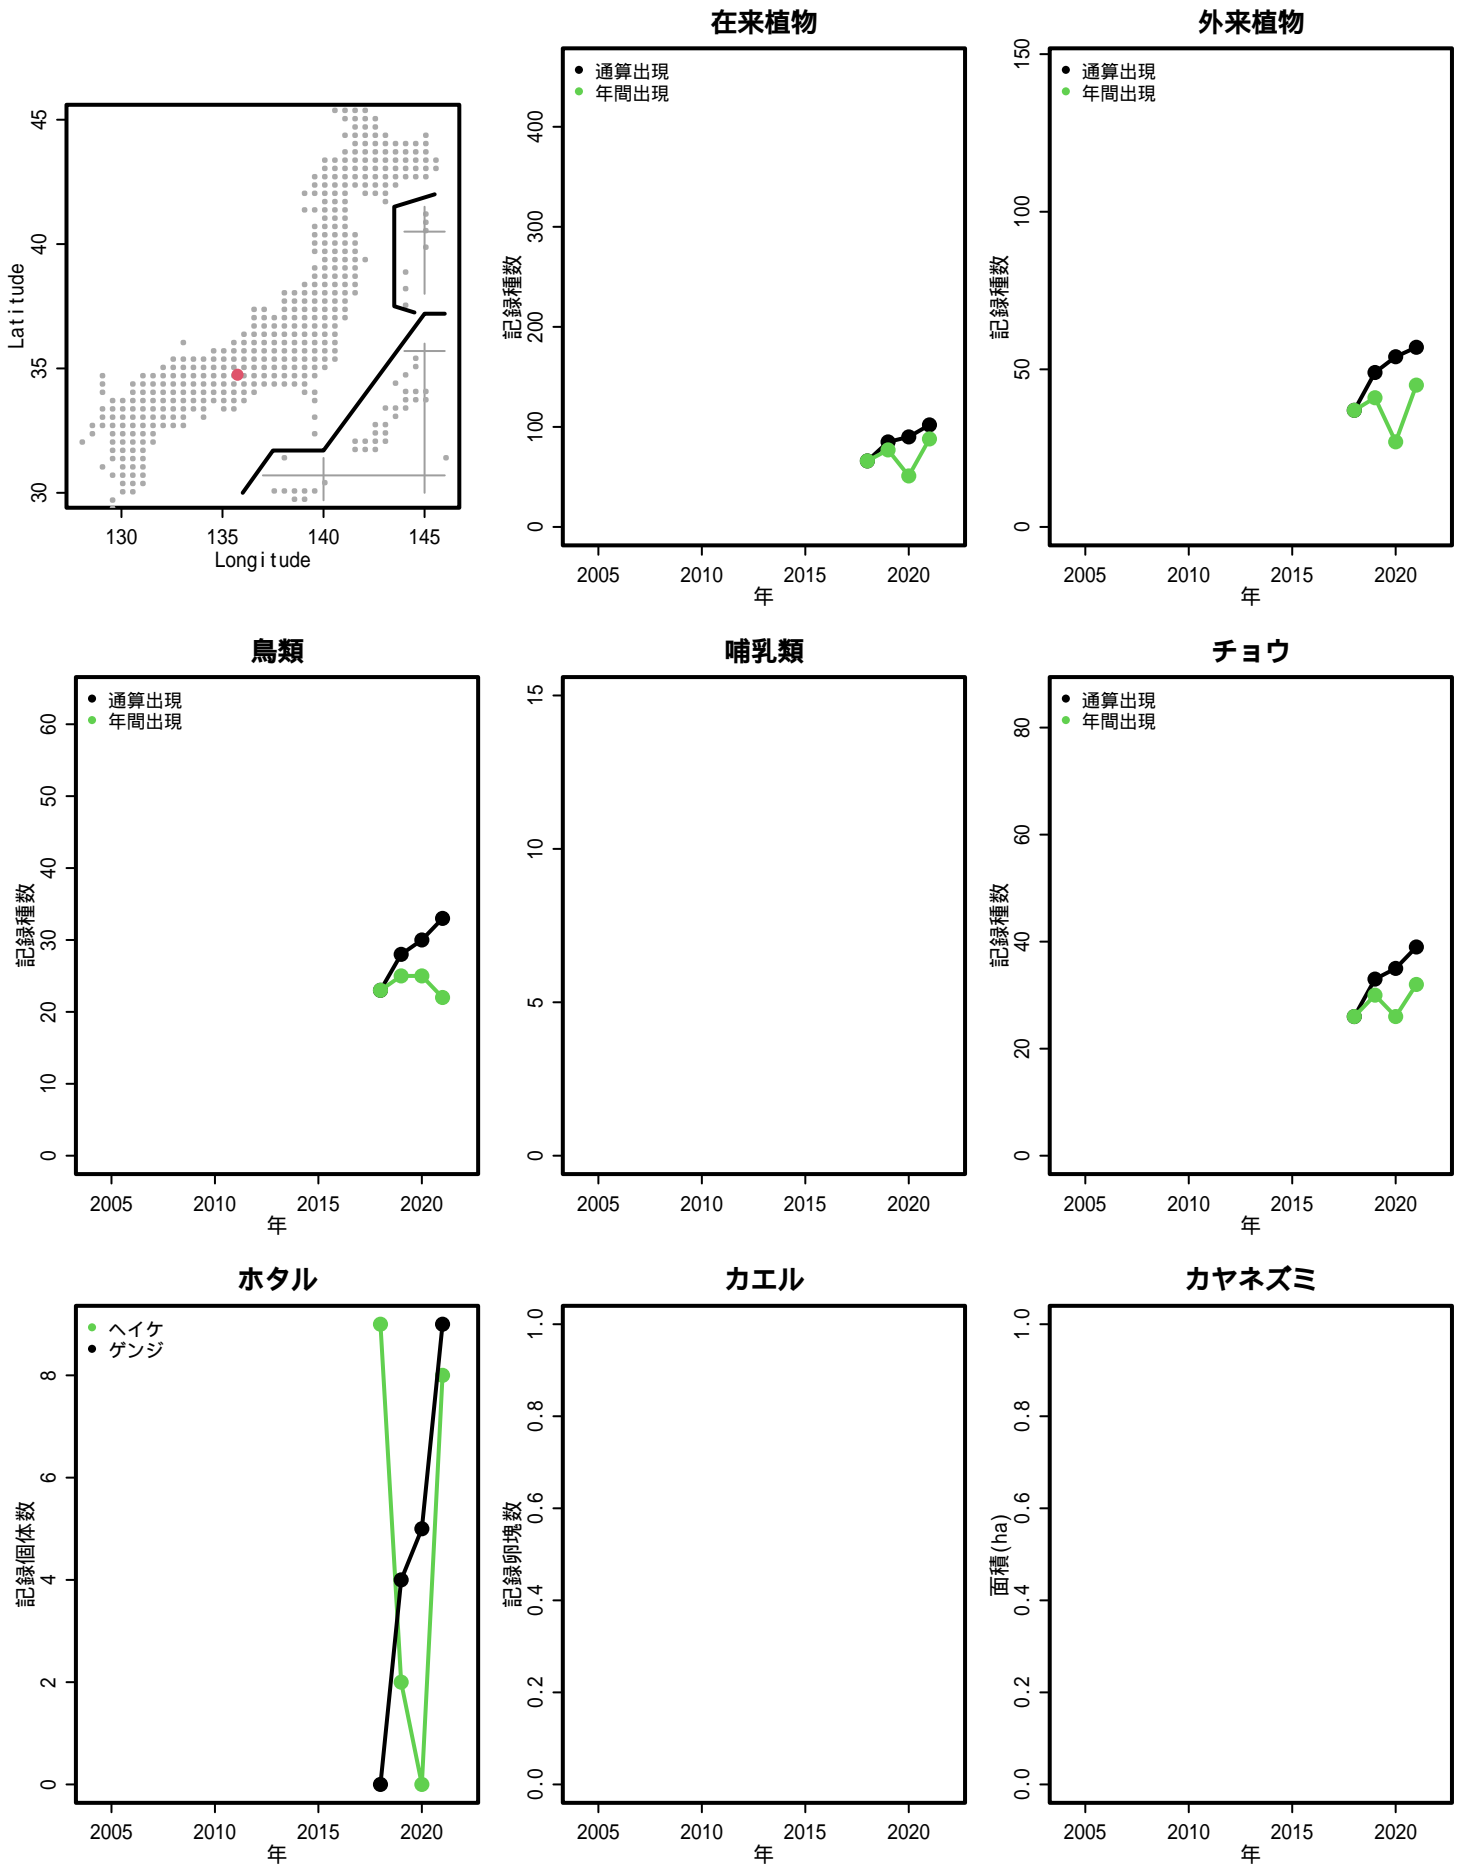 45
40
35
30
Latitude
130
135
140
145
Longitude
在来植物
通算出現
年間出現
400
300
200
100
0
記録種数
2005
2010
2015
2020
年
外来植物
通算出現
年間出現
150
100
50
0
記録種数
2005
2010
2015
2020
年
鳥類
通算出現
年間出現
60
50
40
30
20
10
0
記録種数
2005
2010
2015
2020
年
哺乳類
15
10
5
0
2005
2010
2015
2020
チョウ
通算出現
年間出現
80
60
40
20
0
記録種数
2005
2010
2015
2020
年
ホタル
ヘイケ
ゲンジ
8
6
4
2
0
記録個体数
2005
2010
2015
2020
年
カエル
1.0
0.8
0.6
0.4
0.2
0.0
記録卵塊数
2005
2010
2015
2020
年
カヤネズミ
1.0
0.8
0.6
0.4
0.2
0.0
面積(ha)
2005
2010
2015
2020
年